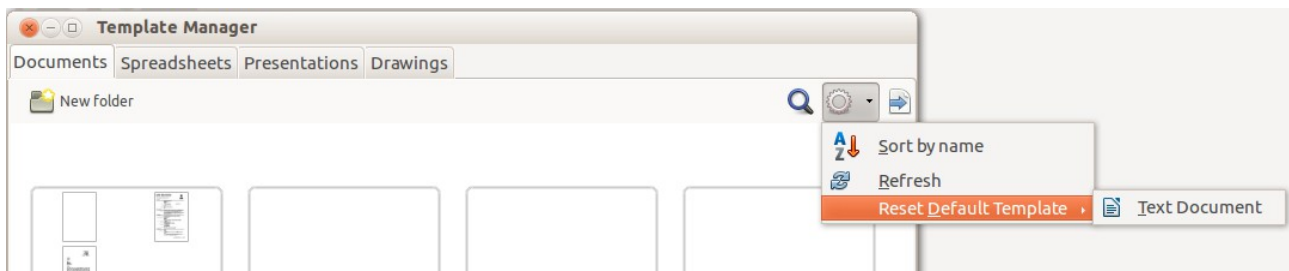 Template Manager
Documents Spreadsheets Presentations Drawings
New folder
Sort by name
Refresh
Reset Default Template
Text Document